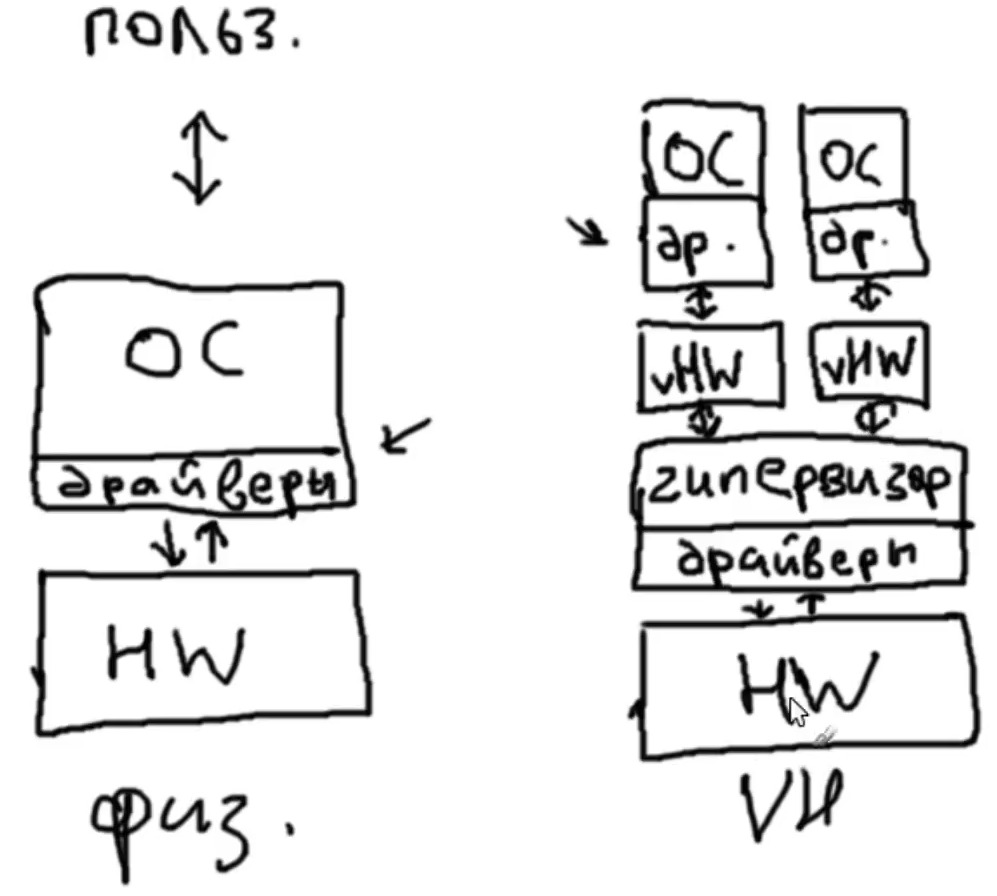 польз.
ОС
драйверы
HW
физ.
ОС
ОС
др.
др.
vHW
vHW
гипервизор
драйверы
HW
VM